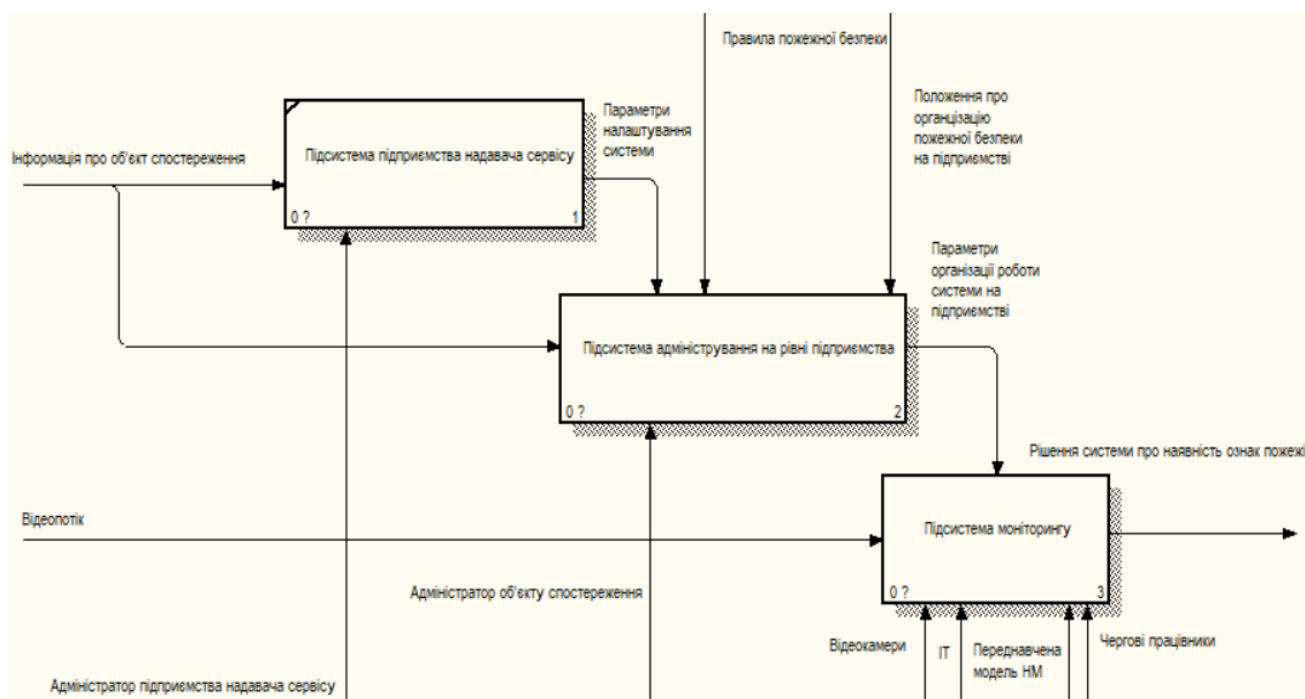 Правила пожежної безпеки
Параметри
налаштування
системи
Положення про
органцізацію
пожежної безпеки
на підприємстві
Інформація про об'єкт спостереження
Підсистема підприємства надавача сервісу
0 ?
1
Параметри
організації роботи
системи на
підприємстві
Підсистема адміністрування на рівні підприємства
0 ?
2
Рішення системи про наявність ознак пожежі
Відеопотік
Підсистема моніторингу
0 ?
3
Адміністратор об'єкту спостереження
Відеокамери
ІТ
Переднавчена
модель НМ
Чергові працівники
Адміністратор підприємства надавача сервісу